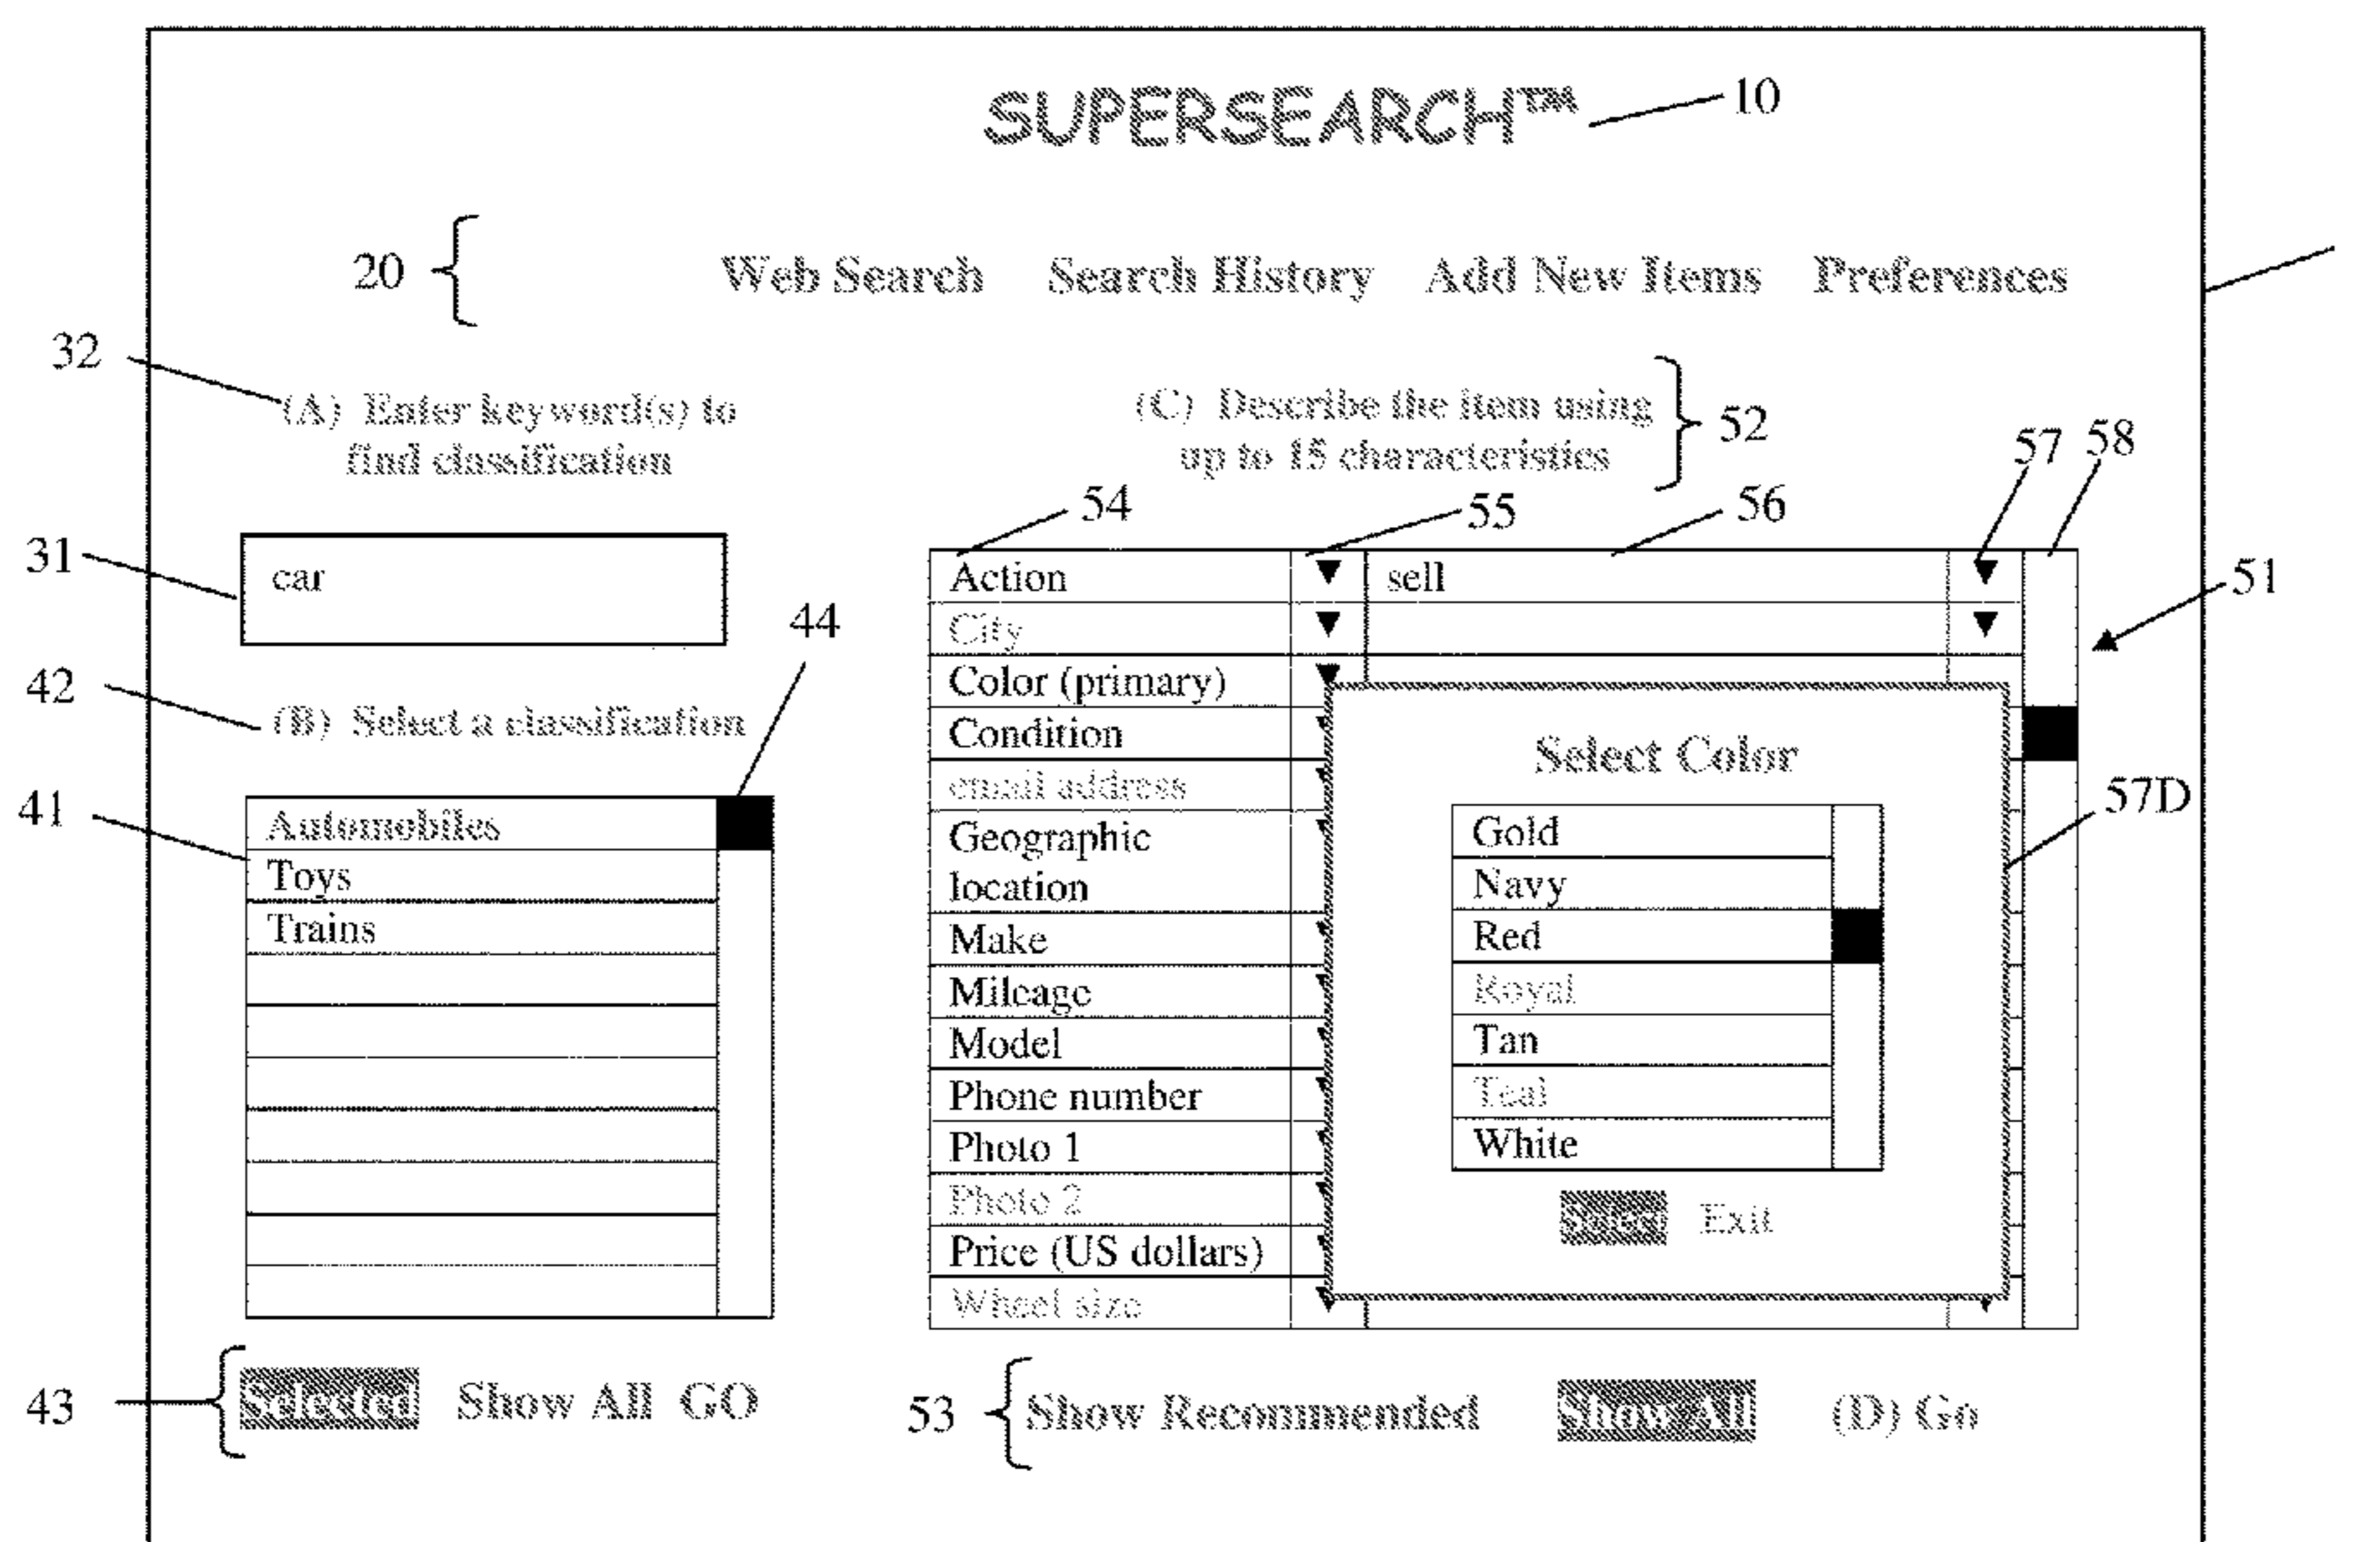 SUPERSEARCH™ 10
20 Web Search Search History Add New Items Preferences
32
(A) Enter keyword(s) to
find classification
(C) Describe the item using
up to 15 characteristics
52
57 58
54 55 56
31
car
51
44
42
(B) Select a classification
41
Automobiles
Toys
Trains
Action sell
City
Color (primary)
Condition
email address
Geographic
location
Make
Mileage
Model
Phone number
Photo 1
Photo 2
Price (US dollars)
Wheel size
Select Color
57D
Gold
Navy
Red
Royal
Tan
Teal
White
Select Exit
43 Selected Show All GO
53 Show Recommended Show All (D) Go